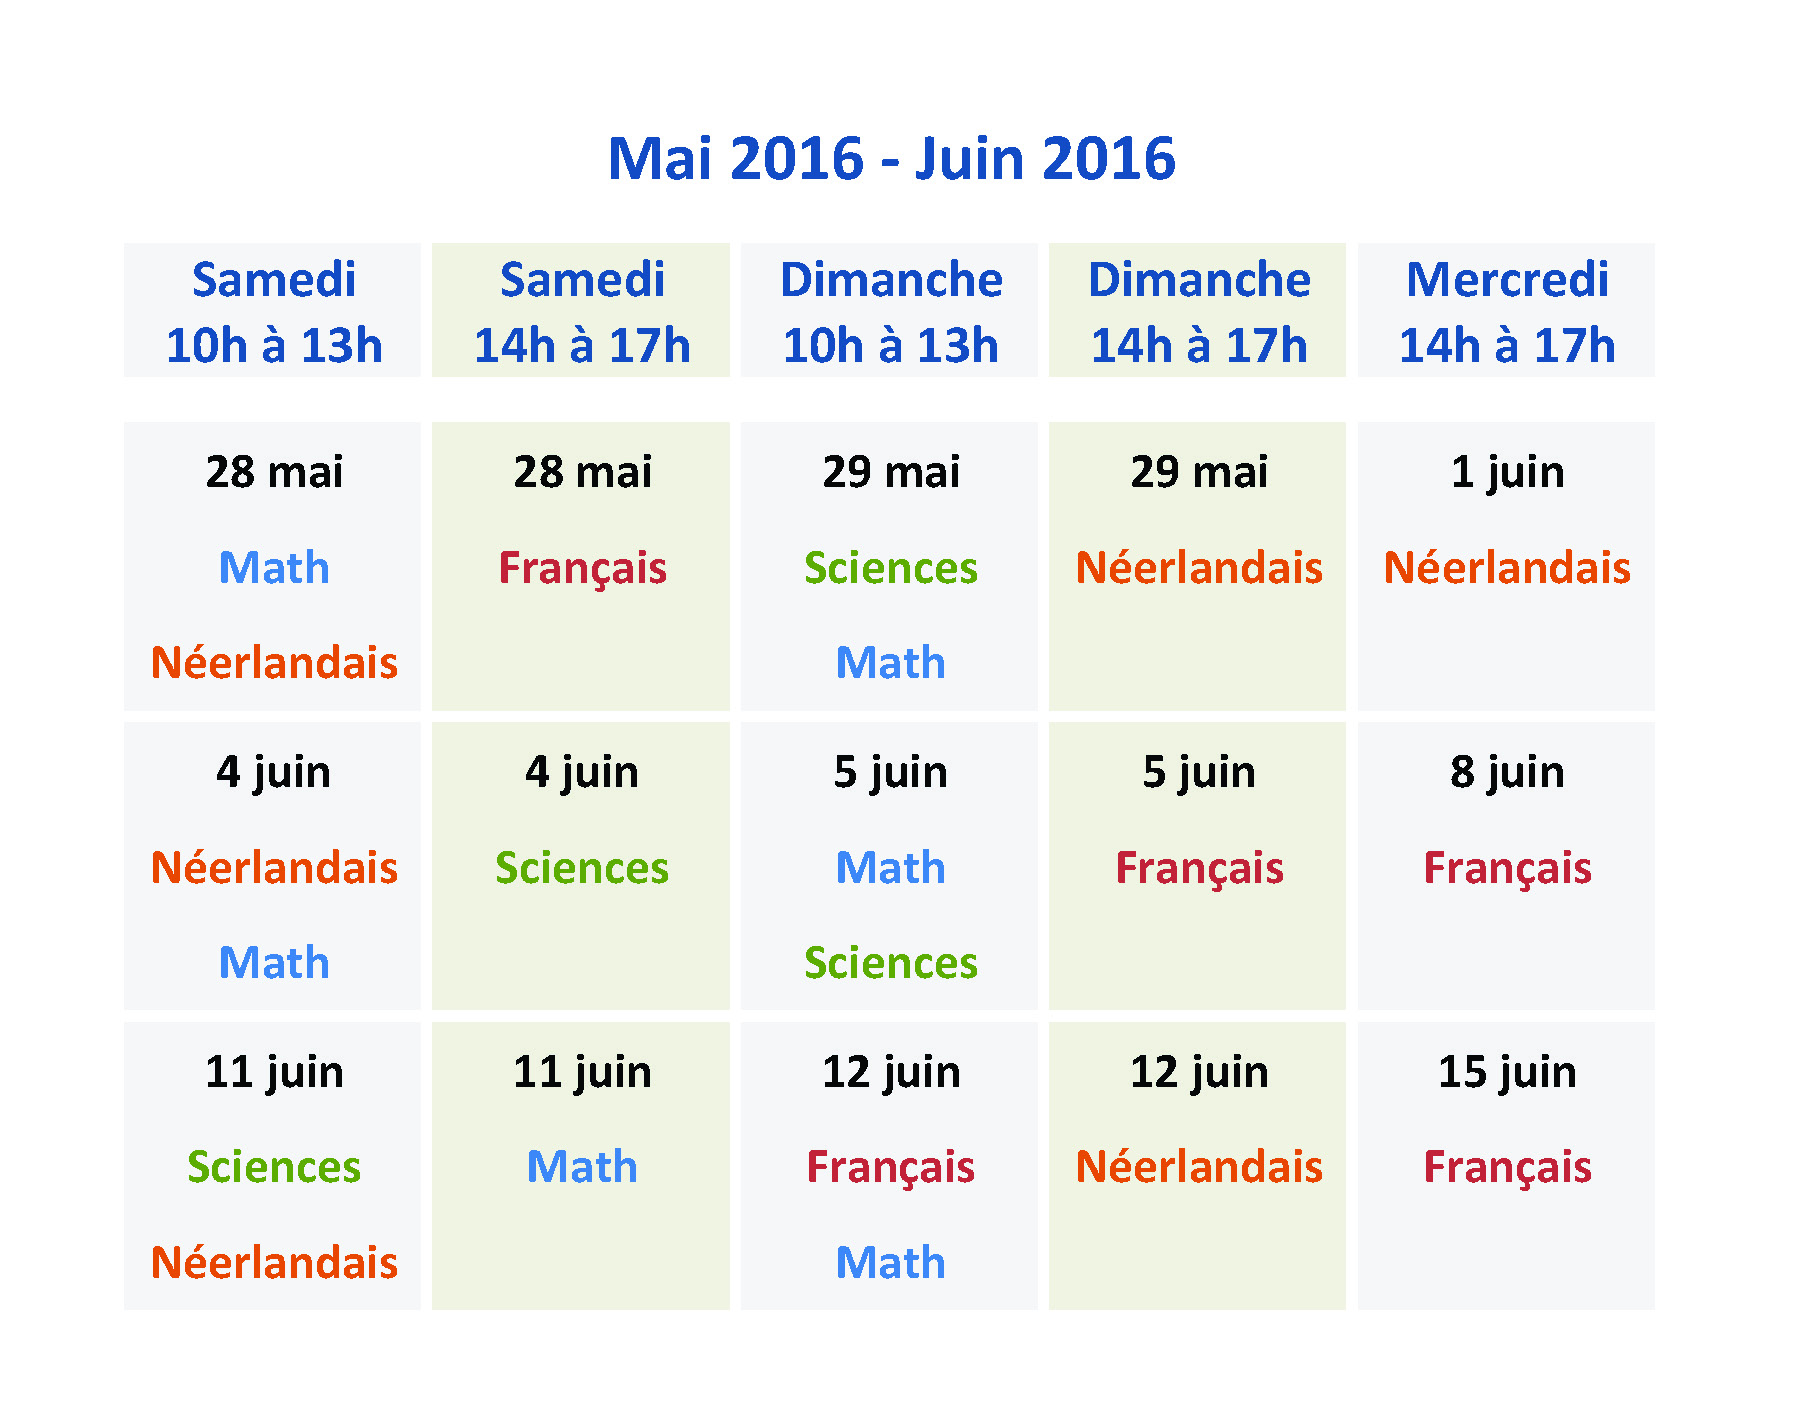 Mai 2016 - Juin 2016
Samedi
10h à 13h
Samedi
14h à 17h
Dimanche
10h à 13h
Dimanche
14h à 17h
Mercredi
14h à 17h
28 mai
Math
Néerlandais
28 mai
Français
29 mai
Sciences
Math
29 mai
Néerlandais
1 juin
Néerlandais
4 juin
Néerlandais
Math
4 juin
Sciences
5 juin
Math
Sciences
5 juin
Français
8 juin
Français
11 juin
Sciences
Néerlandais
11 juin
Math
12 juin
Français
Math
12 juin
Néerlandais
15 juin
Français